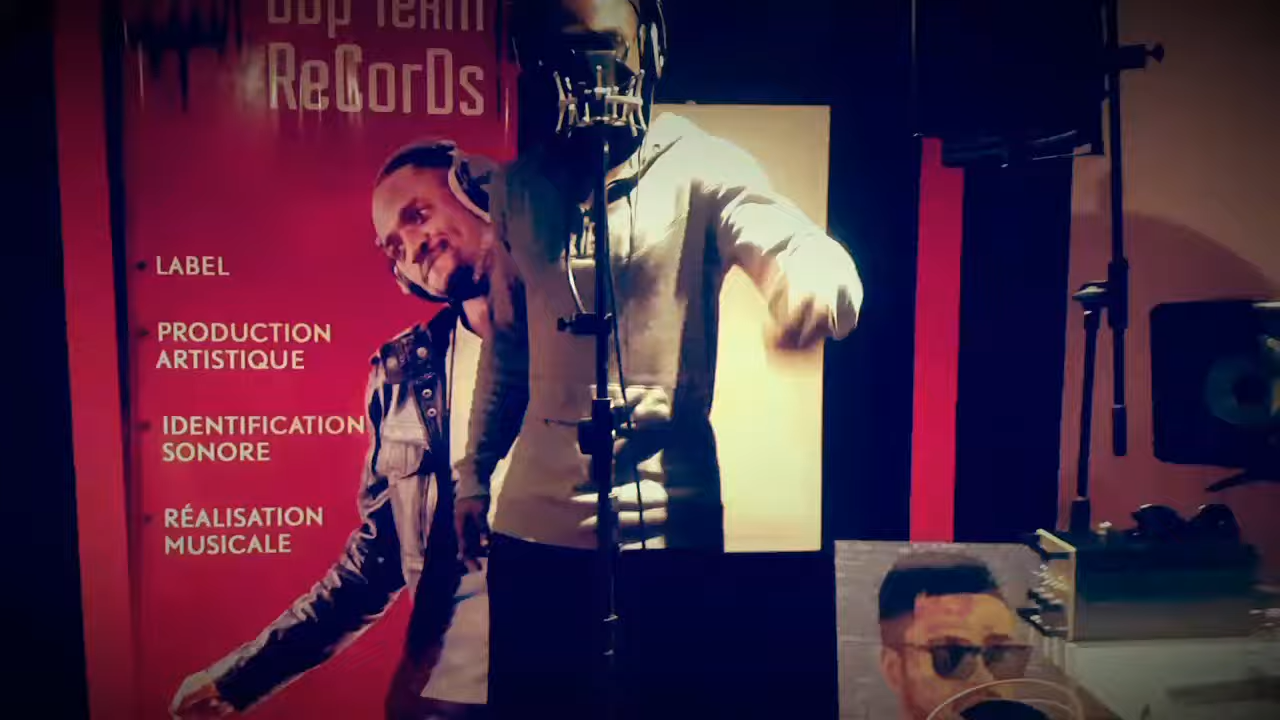 ReCorDs
LABEL
PRODUCTION
ARTISTIQUE
IDENTIFICATION
SONORE
RÉALISATION
MUSICALE